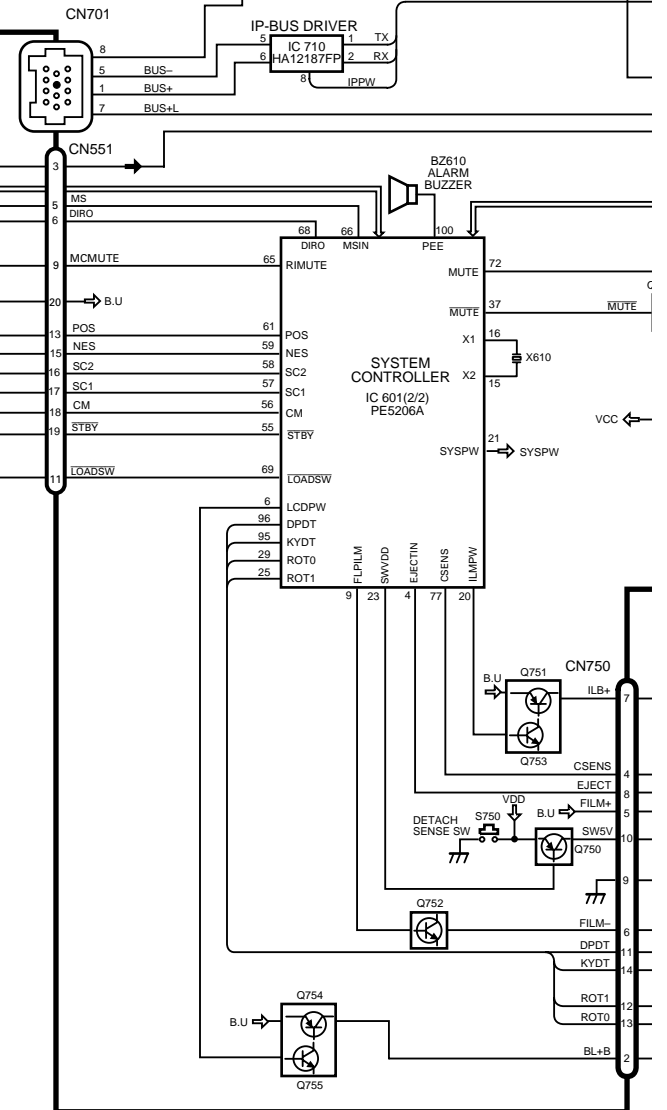 CN701
IP-BUS DRIVER
8
5
BUS–
1
BUS+
7
BUS+L
5
6
IC 710
HA12187FP
1
TX
2
RX
8
IPPW
CN551
3
5
MS
6
DIRO
9
MCMUTE
20
B.U
13
POS
15
NES
16
SC2
17
SC1
18
CM
19
STBY
11
LOADSW
BZ610
ALARM
BUZZER
68
66
100
DIRO
MSIN
PEE
65
RIMUTE
61
POS
59
NES
58
SC2
57
SC1
56
CM
55
STBY
69
LOADSW
6
LCDPW
96
DPDT
95
KYDT
29
ROT0
25
ROT1
SYSTEM
CONTROLLER
IC 601(2/2)
PE5206A
MUTE
72
MUTE
37
MUTE
Q
X1
16
X610
X2
15
VCC
SYSPW
21
SYSPW
FLPILM
SWVDD
EJECTIN
CSENS
ILMPW
9
23
4
77
20
CN750
B.U
Q751
Q753
ILB+
7
CSENS
4
EJECT
8
B.U
FILM+
5
DETACH
SENSE SW
S750
VDD
SW5V
10
Q750
9
Q752
FILM–
6
DPDT
11
KYDT
14
ROT1
12
ROT0
13
Q754
B.U
Q755
BL+B
2